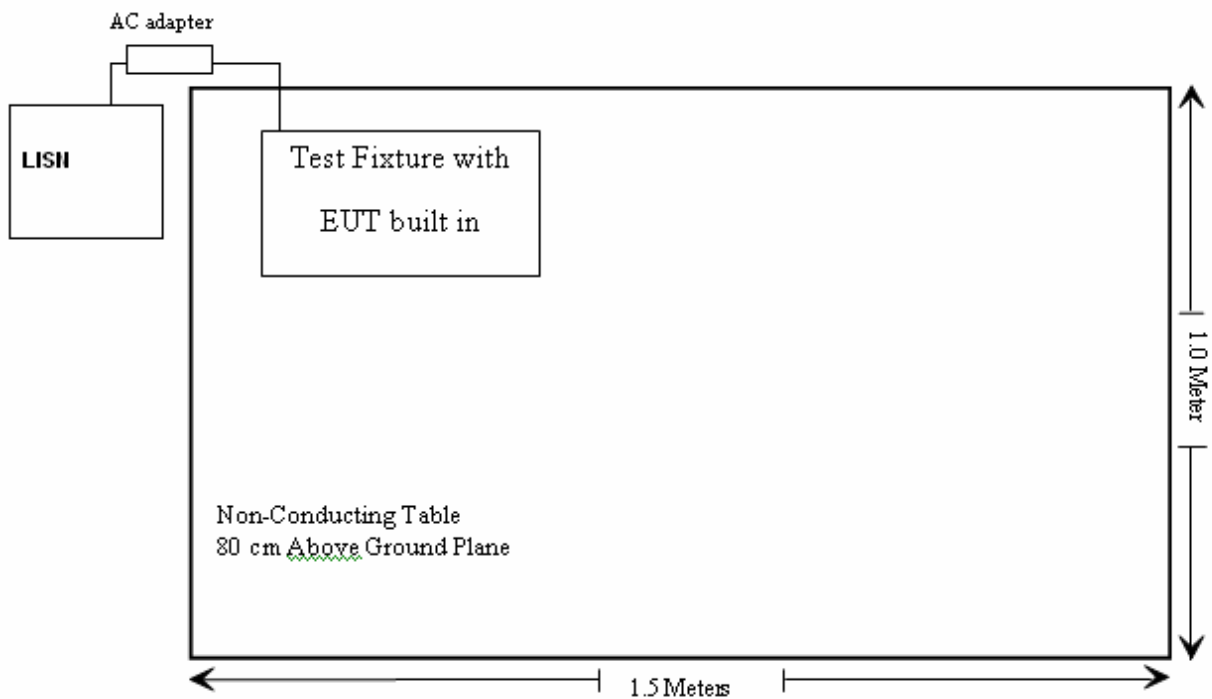 AC adapter
LISN
Test Fixture with
EUT built in
1.0 Meter
Non-Conducting Table
80 cm Above Ground Plane
1.5 Meters